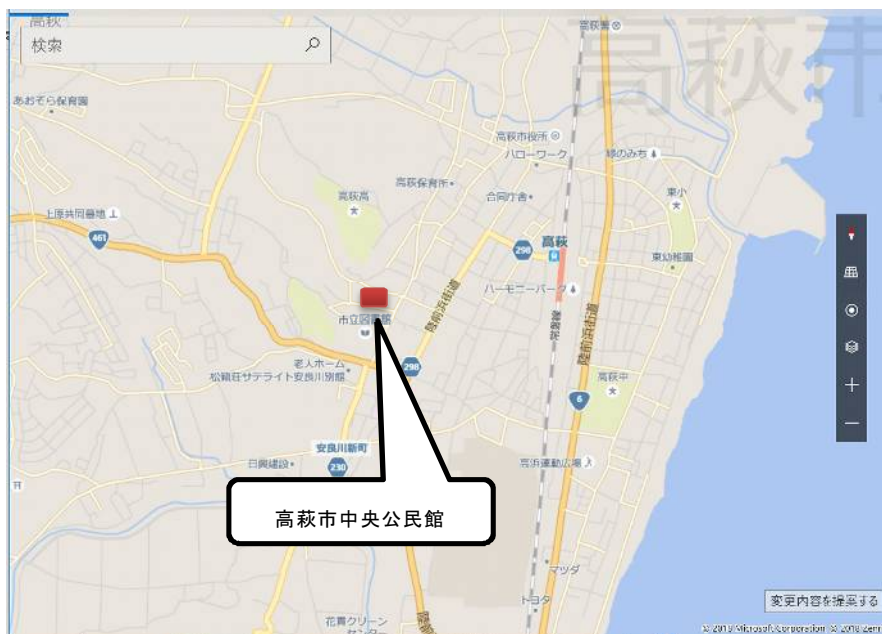 高萩
検索
高萩市
高萩警
あおぞら保育園
高萩市役所
ハローワーク
緑のみち
高萩保育所
高萩高
合同庁舎
東小
上原共同墓地
461
298
高萩
東幼稚園
ハーモニーパーク
陸前浜街道
市立図書館
常磐線
陸前浜街道
老人ホーム
松籟荘サテライト安良川別館
298
高萩中
6
安良川新町
日興建設
230
高浜運動広場
高萩市中央公民館
マツダ
トヨタ
変更内容を提案する
花貫クリーン
センター
© 2018 Microsoft Corporation © 2018 Zenr